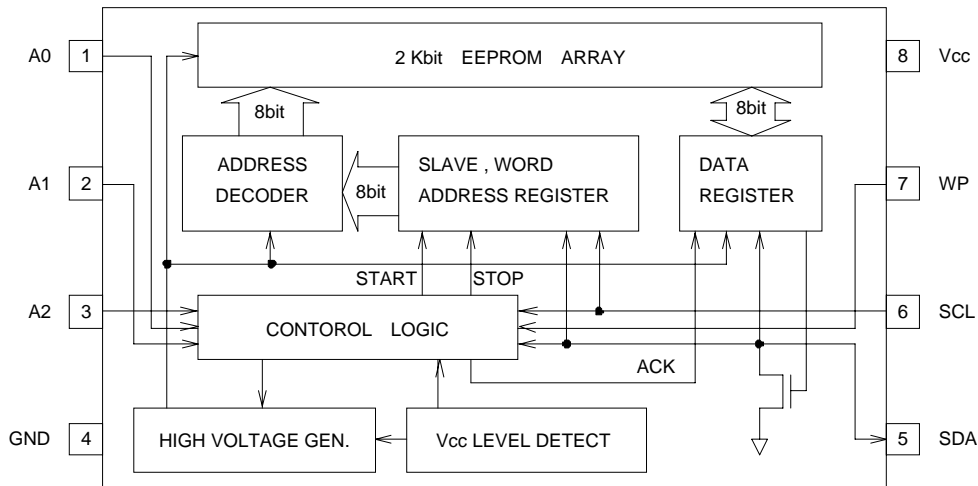 A0 1 2 Kbit EEPROM ARRAY 8 Vcc
8bit 8bit
A1 2 ADDRESS DECODER 8bit SLAVE , WORD ADDRESS REGISTER DATA REGISTER 7 WP
START STOP
A2 3 CONTOROL LOGIC 6 SCL
ACK
GND 4 HIGH VOLTAGE GEN. Vcc LEVEL DETECT 5 SDA